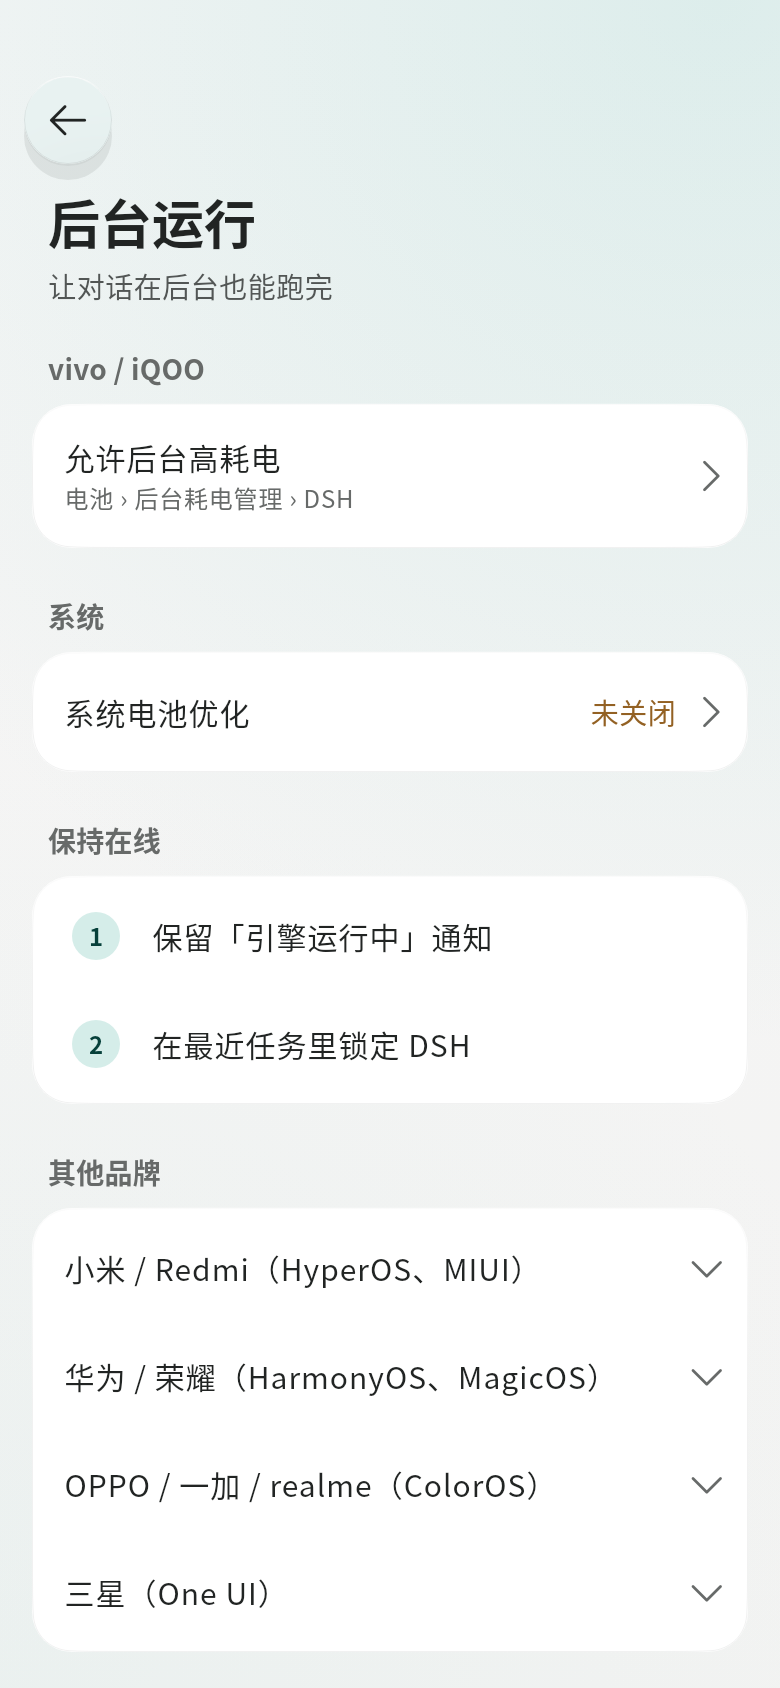 后台运行
让对话在后台也能跑完
vivo / iQOO
允许后台高耗电
电池 › 后台耗电管理 › DSH
系统
系统电池优化 未关闭
保持在线
1 保留「引擎运行中」通知
2 在最近任务里锁定 DSH
其他品牌
小米 / Redmi（HyperOS、MIUI）
华为 / 荣耀（HarmonyOS、MagicOS）
OPPO / 一加 / realme（ColorOS）
三星（One UI）